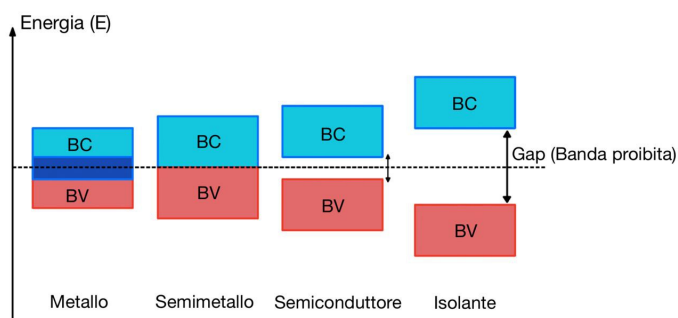 Energia (E)
BC
BV
BC
BV
BC
BV
BC
BV
Gap (Banda proibita)
Metallo
Semimetallo
Semiconduttore
Isolante